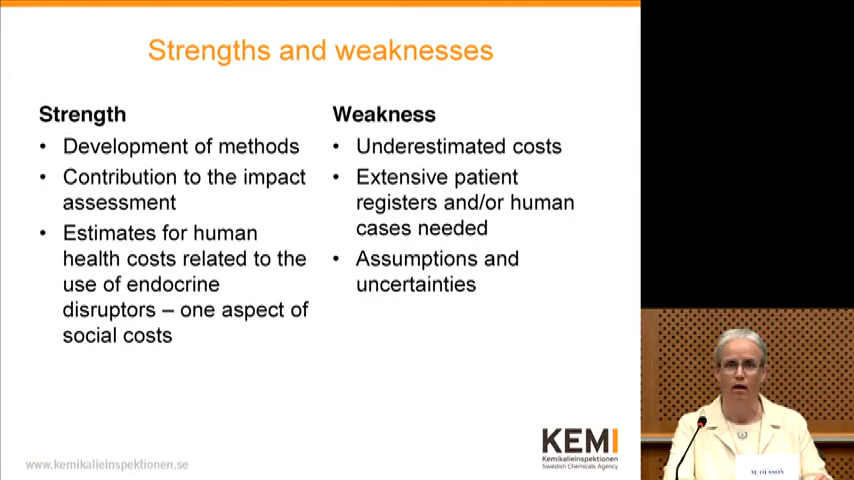 Strengths and weaknesses
Strength
• Development of methods
• Contribution to the impact
assessment
• Estimates for human
health costs related to the
use of endocrine
disruptors – one aspect of
social costs
Weakness
• Underestimated costs
• Extensive patient
registers and/or human
cases needed
• Assumptions and
uncertainties
KEMI
Kemikalieinspektionen
Swedish Chemicals Agency
www.kemikalieinspektionen.se
M. OLSSON